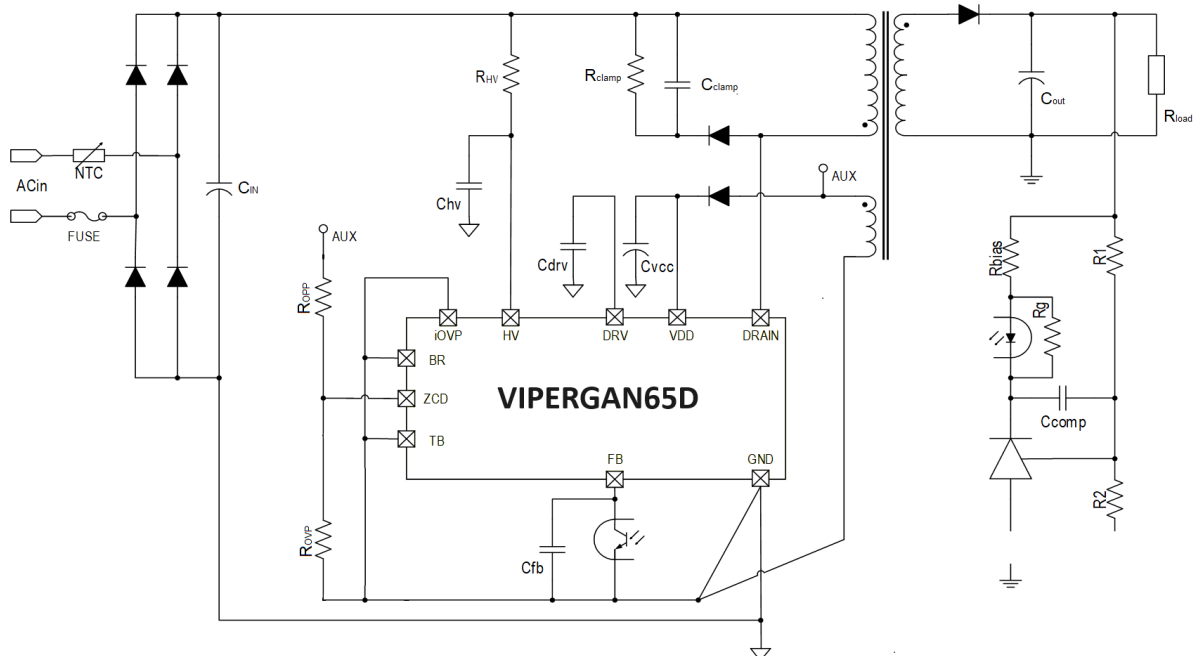 RHV
Rclamp
Cclamp
Cout
Rload
ACin
NTC
FUSE
CIN
Chv
AUX
AUX
Cdrv
Cvcc
ROPP
Rbias
R1
Rg
iOVP
HV
DRV
VDD
DRAIN
BR
ZCD
TB
VIPERGAN65D
FB
GND
Ccomp
R2
ROVP
Cfb